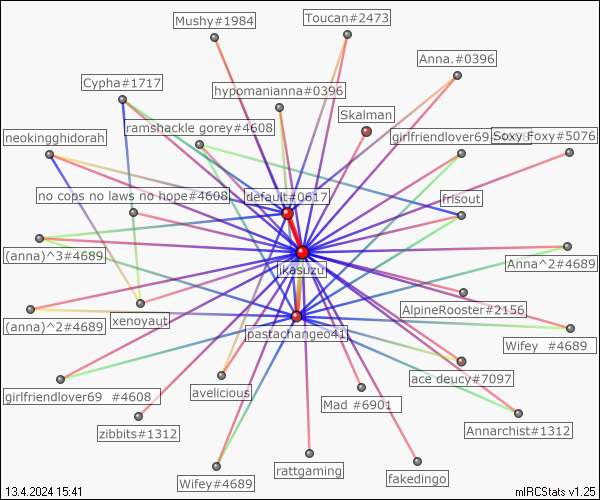 Mushy#1984
Toucan#2473
Anna.#0396
Cypha#1717
hypomanianna#0396
Skalman
ramshackle gorey#4608
girlfriendlover69
Soxy Foxy#5076
neokingghidorah
no cops no laws no hope#4608
default#0617
frisout
(anna)^3#4689
Anna^2#4689
ikasuzu
AlpineRooster#2156
(anna)^2#4689
xenoyaut
pastachangeo41
Wifey #4689
ace deucy#7097
girlfriendlover69 #4608
avelicious
Mad #6901
zibbits#1312
Annarchist#1312
Wifey#4689
rattgaming
fakedingo
13.4.2024 15:41
mIRCStats v1.25